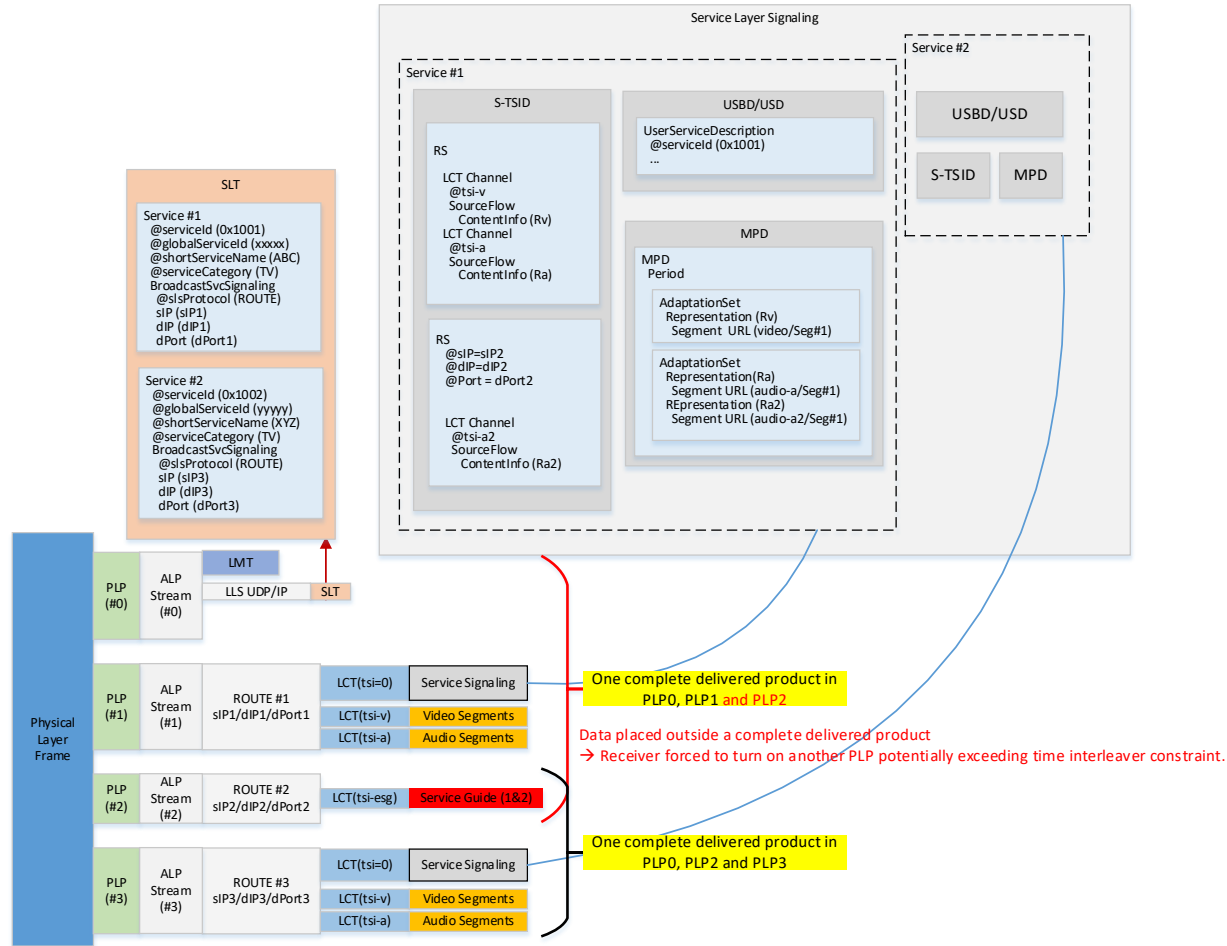 Service Layer Signaling
Service #1
S-TSID
RS
LCT Channel
@tsi-v
SourceFlow
ContentInfo (Rv)
LCT Channel
@tsi-a
SourceFlow
ContentInfo (Ra)
RS
@sIP=sIP2
@dIP=dIP2
@Port = dPort2
LCT Channel
@tsi-a2
SourceFlow
ContentInfo (Ra2)
USBD/USD
UserServiceDescription
@serviceId (0x1001)
...
MPD
MPD
Period
AdaptationSet
Representation (Rv)
Segment URL (video/Seg#1)
AdaptationSet
Representation(Ra)
Segment URL (audio-a/Seg#1)
REpresentation (Ra2)
Segment URL (audio-a2/Seg#1)
Service #2
USBD/USD
S-TSID
MPD
SLT
Service #1
@serviceId (0x1001)
@globalServiceId (xxxxx)
@shortServiceName (ABC)
@serviceCategory (TV)
BroadcastSvcSignaling
@slsProtocol (ROUTE)
sIP (sIP1)
dIP (dIP1)
dPort (dPort1)
Service #2
@serviceId (0x1002)
@globalServiceId (yyyyy)
@shortServiceName (XYZ)
@serviceCategory (TV)
BroadcastSvcSignaling
@slsProtocol (ROUTE)
sIP (sIP3)
dIP (dIP3)
dPort (dPort3)
Physical
Layer
Frame
PLP
(#0)
ALP
Stream
(#0)
LMT
LLS UDP/IP
SLT
PLP
(#1)
ALP
Stream
(#1)
ROUTE #1
sIP1/dIP1/dPort1
LCT(tsi=0)
Service Signaling
LCT(tsi-v)
Video Segments
LCT(tsi-a)
Audio Segments
One complete delivered product in
PLP0, PLP1 and PLP2
Data placed outside a complete delivered product
→ Receiver forced to turn on another PLP potentially exceeding time interleaver constraint.
PLP
(#2)
ALP
Stream
(#2)
ROUTE #2
sIP2/dIP2/dPort2
LCT(tsi-esg)
Service Guide (1&2)
One complete delivered product in
PLP0, PLP2 and PLP3
PLP
(#3)
ALP
Stream
(#3)
ROUTE #3
sIP3/dIP3/dPort3
LCT(tsi=0)
Service Signaling
LCT(tsi-v)
Video Segments
LCT(tsi-a)
Audio Segments